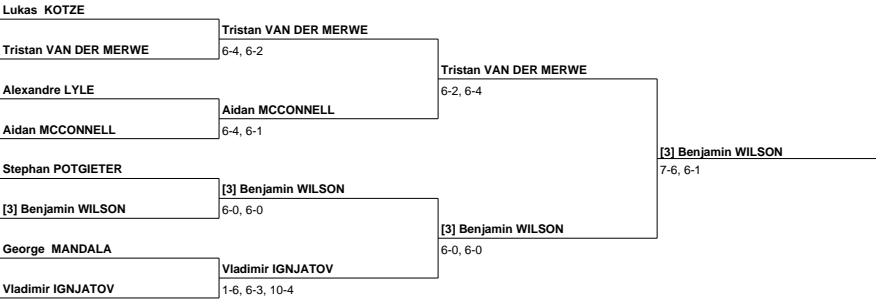 Lukas KOTZE
Tristan VAN DER MERWE
Tristan VAN DER MERWE
6-4, 6-2
Tristan VAN DER MERWE
6-2, 6-4
Alexandre LYLE
Aidan MCCONNELL
Aidan MCCONNELL
6-4, 6-1
[3] Benjamin WILSON
7-6, 6-1
Stephan POTGIETER
[3] Benjamin WILSON
[3] Benjamin WILSON
6-0, 6-0
[3] Benjamin WILSON
6-0, 6-0
George MANDALA
Vladimir IGNJATOV
Vladimir IGNJATOV
1-6, 6-3, 10-4